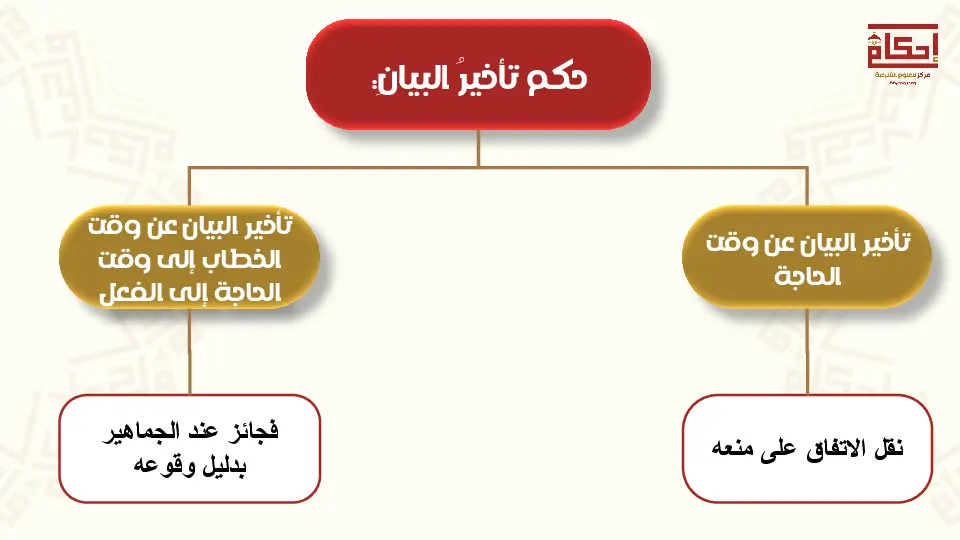 إحكام
مركز للعلوم الشرعية
حكم تأخيرُ البيانِ:
تأخير البيان عن وقت
الحاجة
تأخير البيان عن وقت
الخطاب إلى وقت
الحاجة إلى الفعل
نقل الاتفاق على منعه
فجائز عند الجماهير
بدليل وقوعه